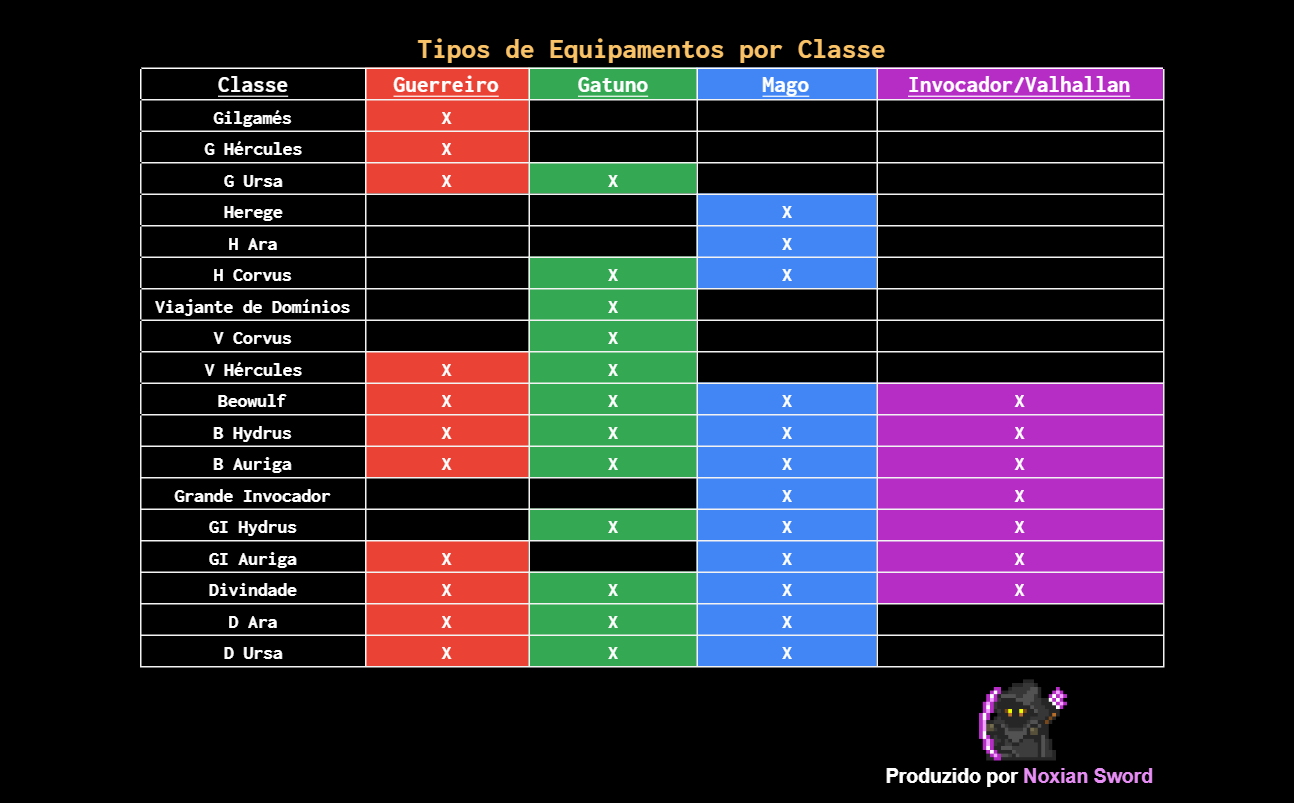 Tipos de Equipamentos por Classe
Classe Guerreiro Gatuno Mago Invocador/Valhallan
Gilgamés X
G Hércules X
G Ursa X X
Herege X
H Ara X
H Corvus X X
Viajante de Domínios X
V Corvus X
V Hércules X X
Beowulf X X X X
B Hydrus X X X X
B Auriga X X X X
Grande Invocador X X
GI Hydrus X X X
GI Auriga X X X
Divindade X X X X
D Ara X X X
D Ursa X X X
Produzido por Noxian Sword